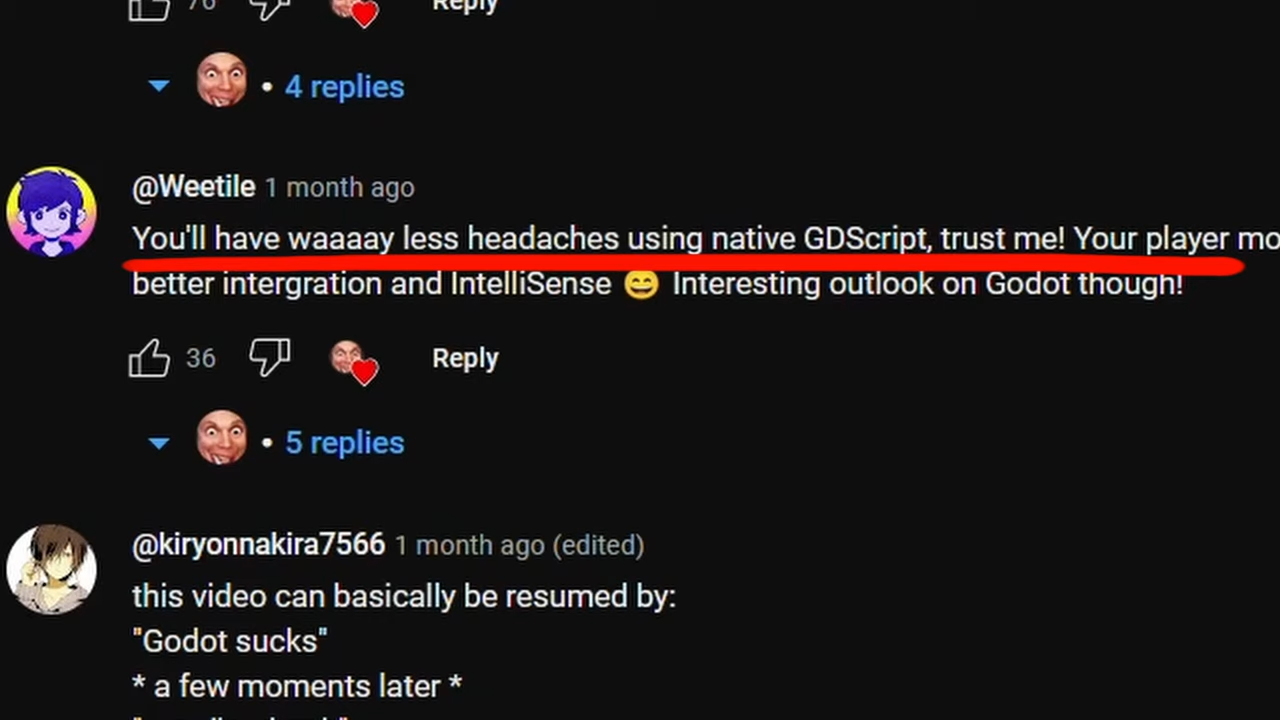 76 Reply
• 4 replies
@Weetile 1 month ago
You'll have waaaay less headaches using native GDScript, trust me! Your player
better intergration and IntelliSense 😄 Interesting outlook on Godot though!
36 Reply
• 5 replies
@kiryonnakira7566 1 month ago (edited)
this video can basically be resumed by:
"Godot sucks"
* a few moments later *